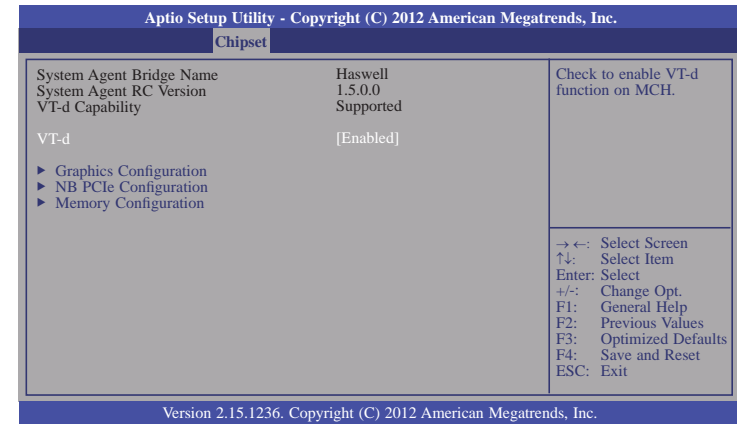 Aptio Setup Utility - Copyright (C) 2012 American Megatrends, Inc.
Chipset
System Agent Bridge Name Haswell
System Agent RC Version 1.5.0.0
VT-d Capability Supported
VT-d [Enabled]
► Graphics Configuration
► NB PCIe Configuration
► Memory Configuration
Check to enable VT-d
function on MCH.
→ ←: Select Screen
↑↓: Select Item
Enter: Select
+/-: Change Opt.
F1: General Help
F2: Previous Values
F3: Optimized Defaults
F4: Save and Reset
ESC: Exit
Version 2.15.1236. Copyright (C) 2012 American Megatrends, Inc.